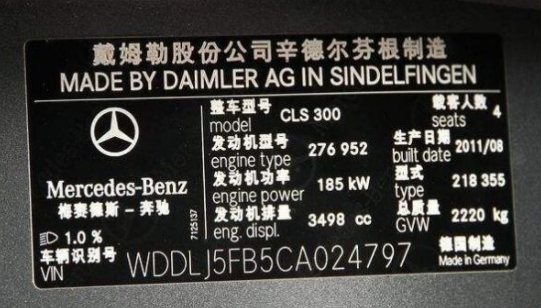 戴姆勒股份公司辛德尔芬根制造
MADE BY DAIMLER AG IN SINDELFINGEN
整车型号 CLS 300 载客人数 4
model seats
发动机型号 276 952 生产日期 2011/08
engine type built date
发动机功率 185 kW 型式 218 355
engine power type
发动机排量 3498 cc 总质量 2220 kg
eng. displ. GVW
Mercedes-Benz
梅赛德斯-奔驰
7125137
1.0 %
德国制造
Made in Germany
车辆识别号 WDDLJ5FB5CA024797
VIN